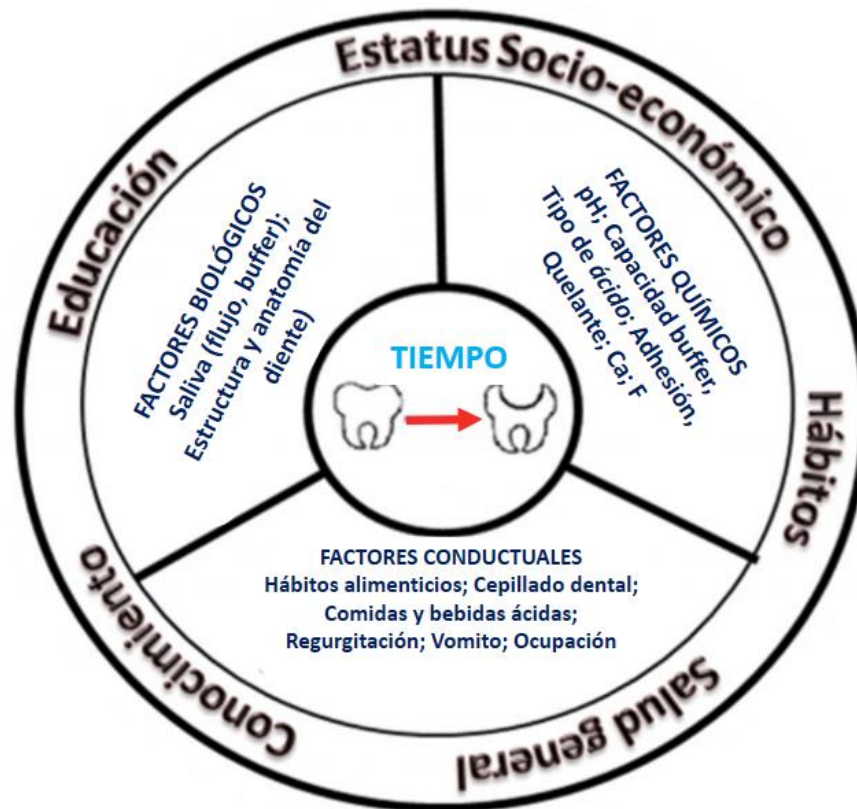 Estatus Socio-económico
Educación
FACTORES BIOLÓGICOS
Saliva (flujo, buffer);
Estructura y anatomía del
diente)
FACTORES QUÍMICOS
pH; Capacidad buffer,
Tipo de ácido; Adhesión,
Quelante; Ca; F
TIEMPO
Hábitos
FACTORES CONDUCTUALES
Hábitos alimenticios; Cepillado dental;
Comidas y bebidas ácidas;
Regurgitación; Vomito; Ocupación
Conocimiento
Salud general